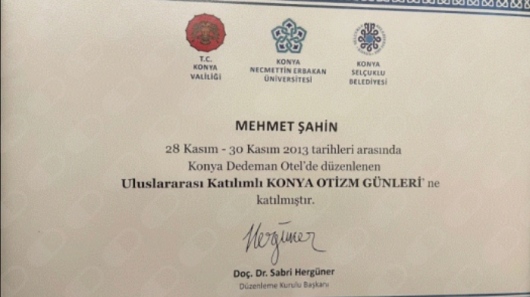 T.C.
KONYA
VALİLİĞİ
KONYA
NECMETTİN ERBAKAN
ÜNİVERSİTESİ
KONYA
SELÇUKLU
BELEDİYESİ
MEHMET ŞAHİN
28 Kasım - 30 Kasım 2013 tarihleri arasında
Konya Dedeman Otel'de düzenlenen
Uluslararası Katılımlı KONYA OTİZM GÜNLERİ' ne
katılmıştır.
Hergüner
Doç. Dr. Sabri Hergüner
Düzenleme Kurulu Başkanı